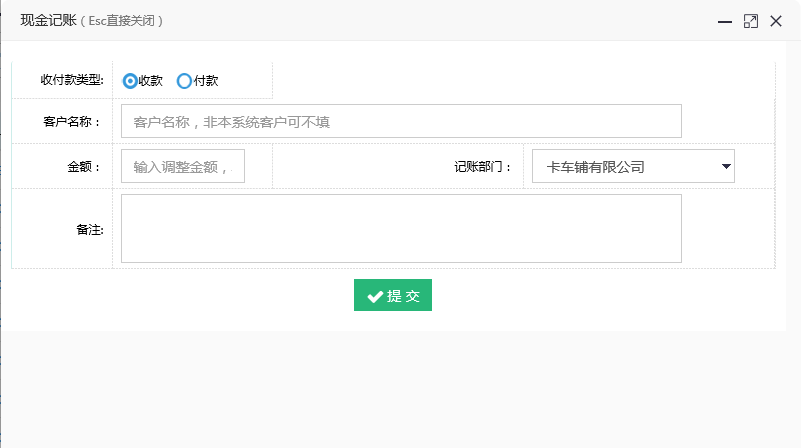 现金记账（Esc直接关闭）
收付款类型: 收款 付款
客户名称： 客户名称，非本系统客户可不填
金额： 输入调整金额， 记账部门： 卡车铺有限公司
备注:
提 交